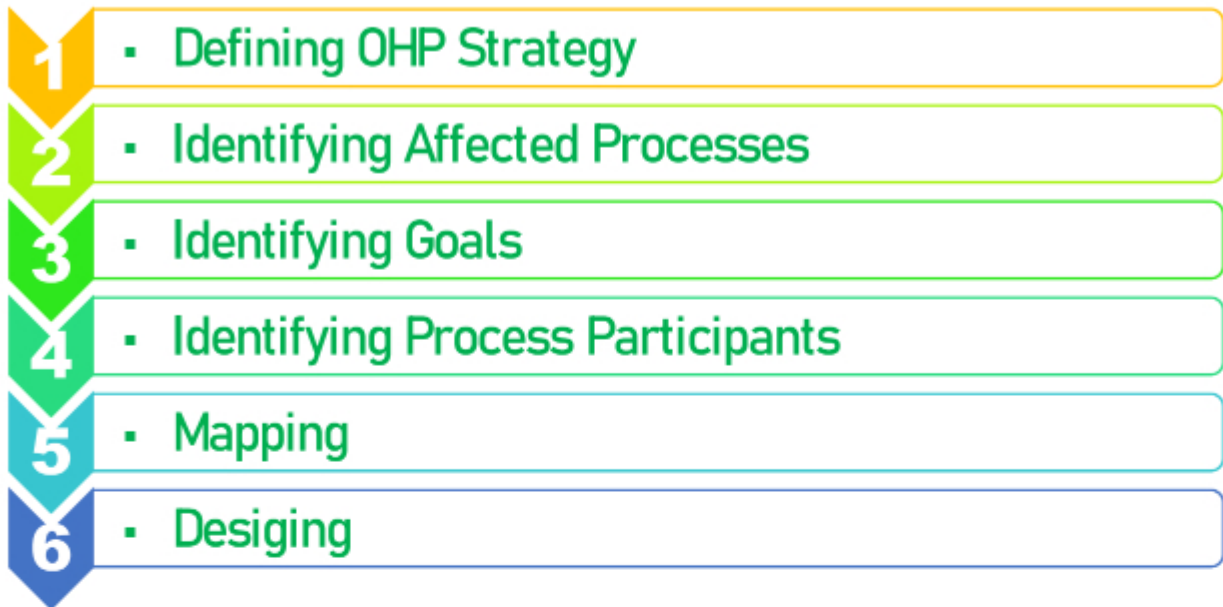 1 ▪ Defining OHP Strategy
2 ▪ Identifying Affected Processes
3 ▪ Identifying Goals
4 ▪ Identifying Process Participants
5 ▪ Mapping
6 ▪ Desiging